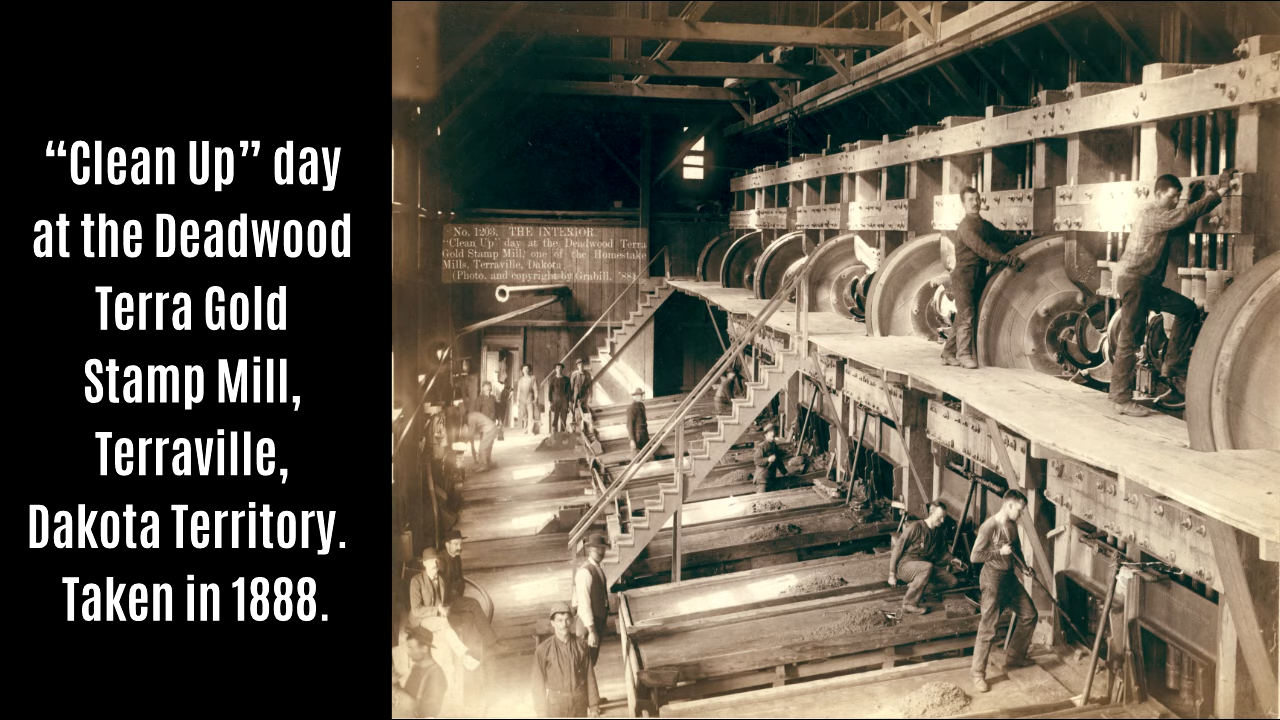 “Clean Up” day
at the Deadwood
Terra Gold
Stamp Mill,
Terraville,
Dakota Territory.
Taken in 1888.
No. 1203. THE INTERIOR.
"Clean Up" day at the Deadwood Terra
Gold Stamp Mill, one of the Homestake
Mills, Terraville, Dakota.
(Photo. and copyright by Grabill, '88)